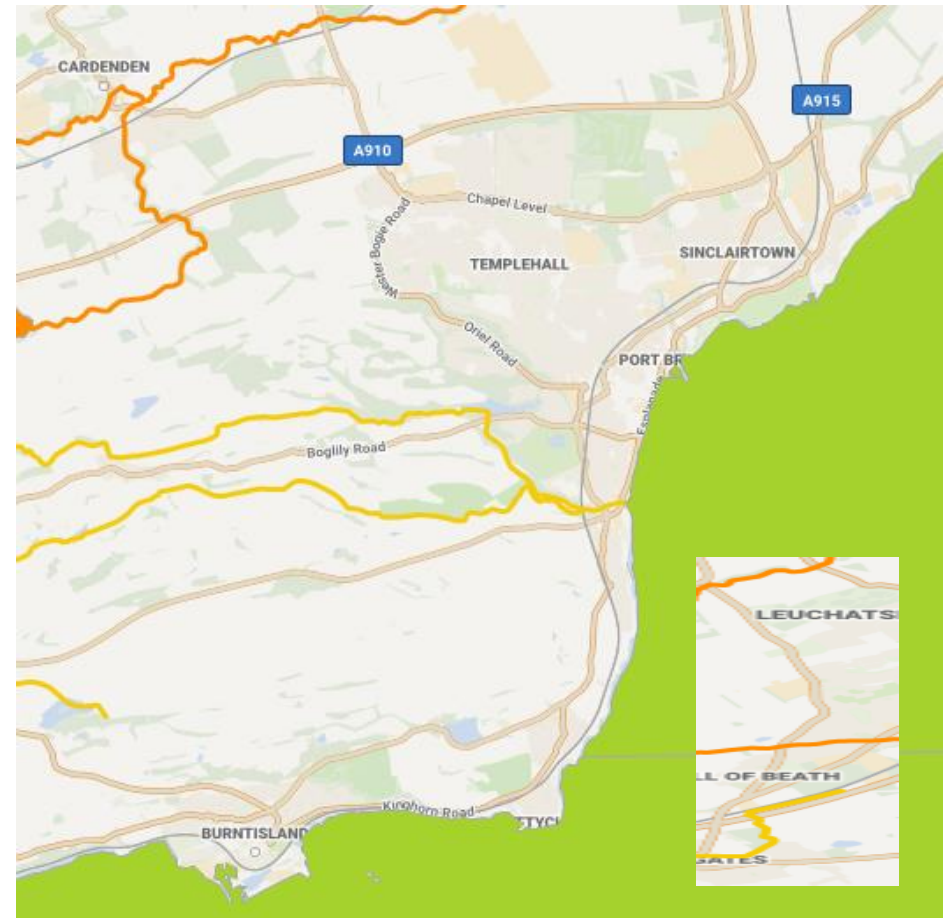 CARDENDEN
A915
A910
Chapel Level
Wester Bogie Road
SINCLAIRTOWN
TEMPLEHALL
Oriel Road
PORT BR
Esplanade
Boglily Road
LEUCHATS
LL OF BEATH
GATES
Kinghorn Road
TTYCH
BURNTISLAND